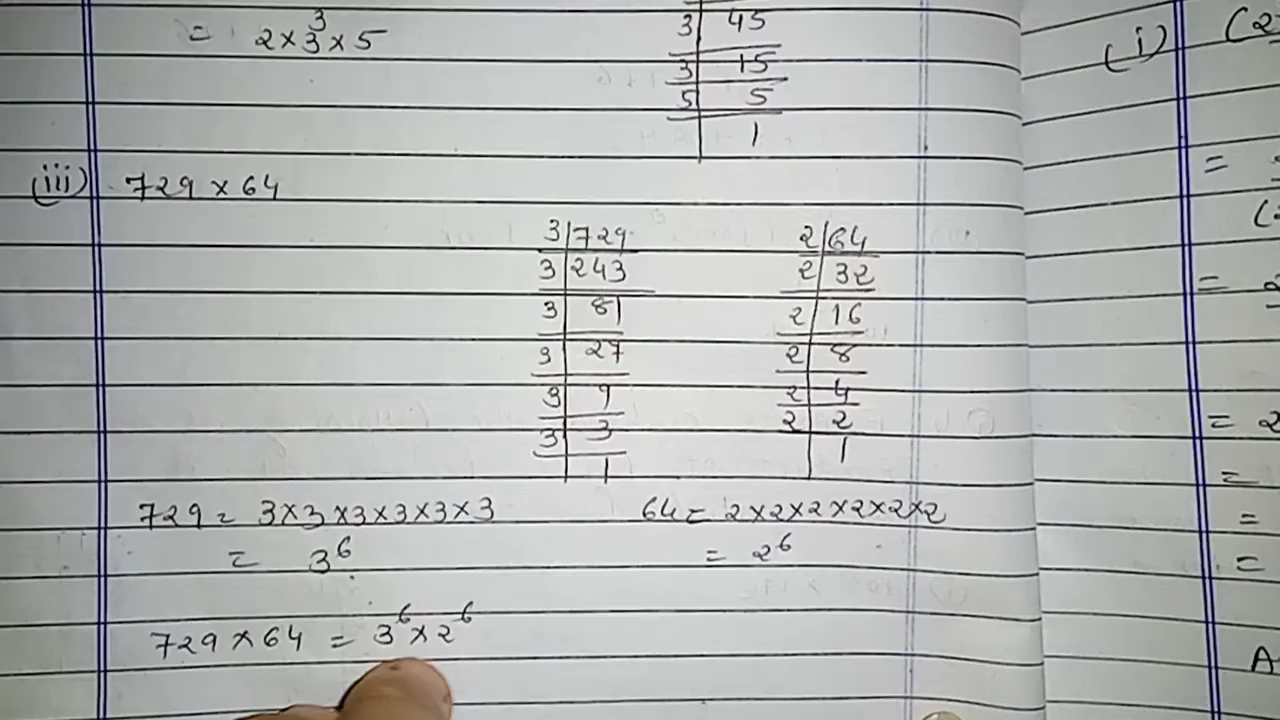 = 2 × 3³ × 5
3 | 45
3 | 15
5 | 5
1
(iii) 729 × 64
3 | 729
3 | 243
3 | 81
3 | 27
3 | 9
3 | 3
1
2 | 64
2 | 32
2 | 16
2 | 8
2 | 4
2 | 2
1
729 = 3×3×3×3×3×3
= 3⁶
64 = 2×2×2×2×2×2
= 2⁶
729 × 64 = 3⁶ × 2⁶
(i) (2
=
(
= 2
= 2
=
=
=
A